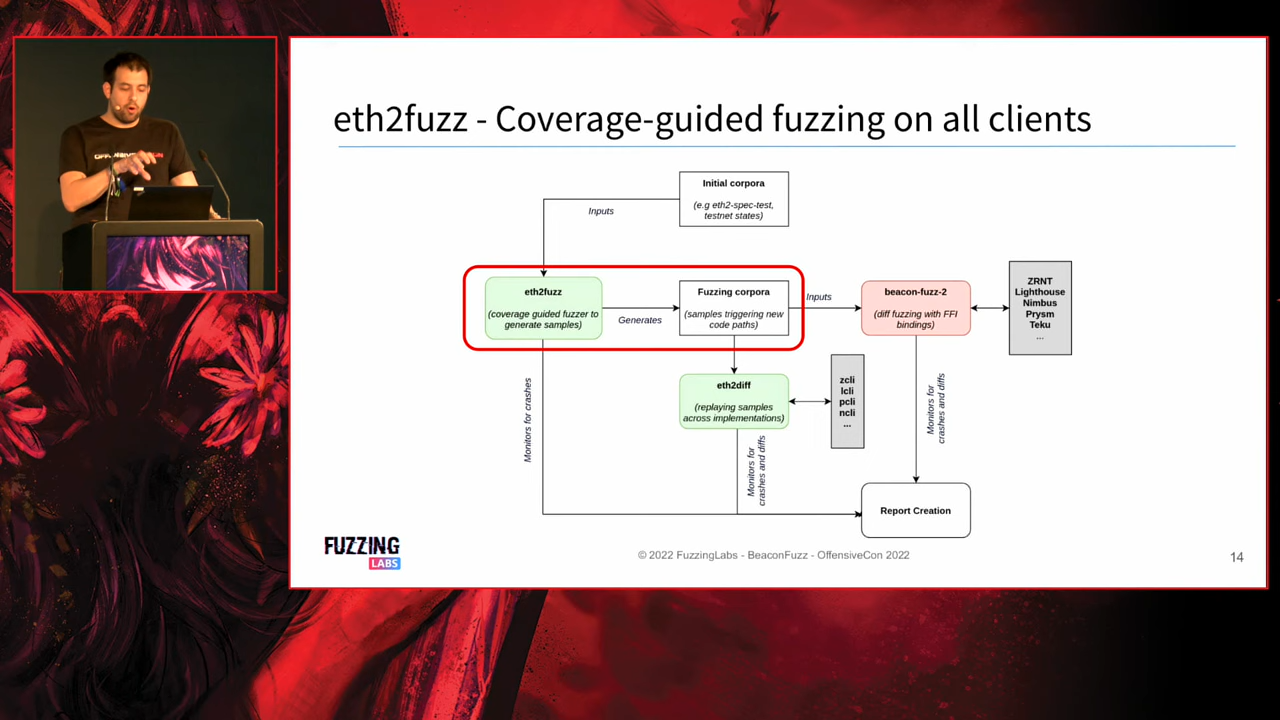 eth2fuzz - Coverage-guided fuzzing on all clients
Initial corpora
(e.g eth2-spec-test,
testnet states)
Inputs
eth2fuzz
(coverage guided fuzzer to
generate samples)
Generates
Fuzzing corpora
(samples triggering new
code paths)
Inputs
beacon-fuzz-2
(diff fuzzing with FFI
bindings)
ZRNT
Lighthouse
Nimbus
Prysm
Teku
...
eth2diff
(replaying samples
across implementations)
zcli
lcli
pcli
ncli
...
Monitors for crashes
Monitors for
crashes and diffs
Monitors for
crashes and diffs
Report Creation
FUZZING
LABS
© 2022 FuzzingLabs - BeaconFuzz - OffensiveCon 2022
14